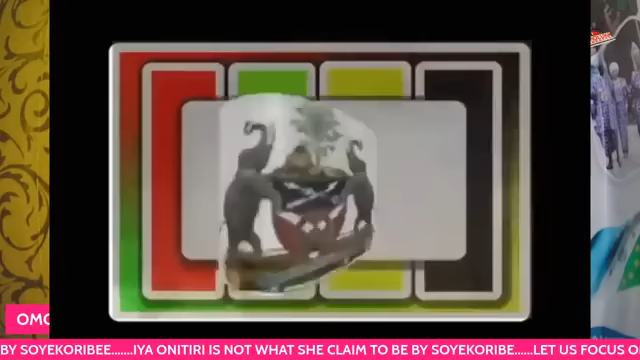 OMO
BY SOYEKORIBEE.......IYA ONITIRI IS NOT WHAT SHE CLAIM TO BE BY SOYEKORIBE......LET US FOCUS O